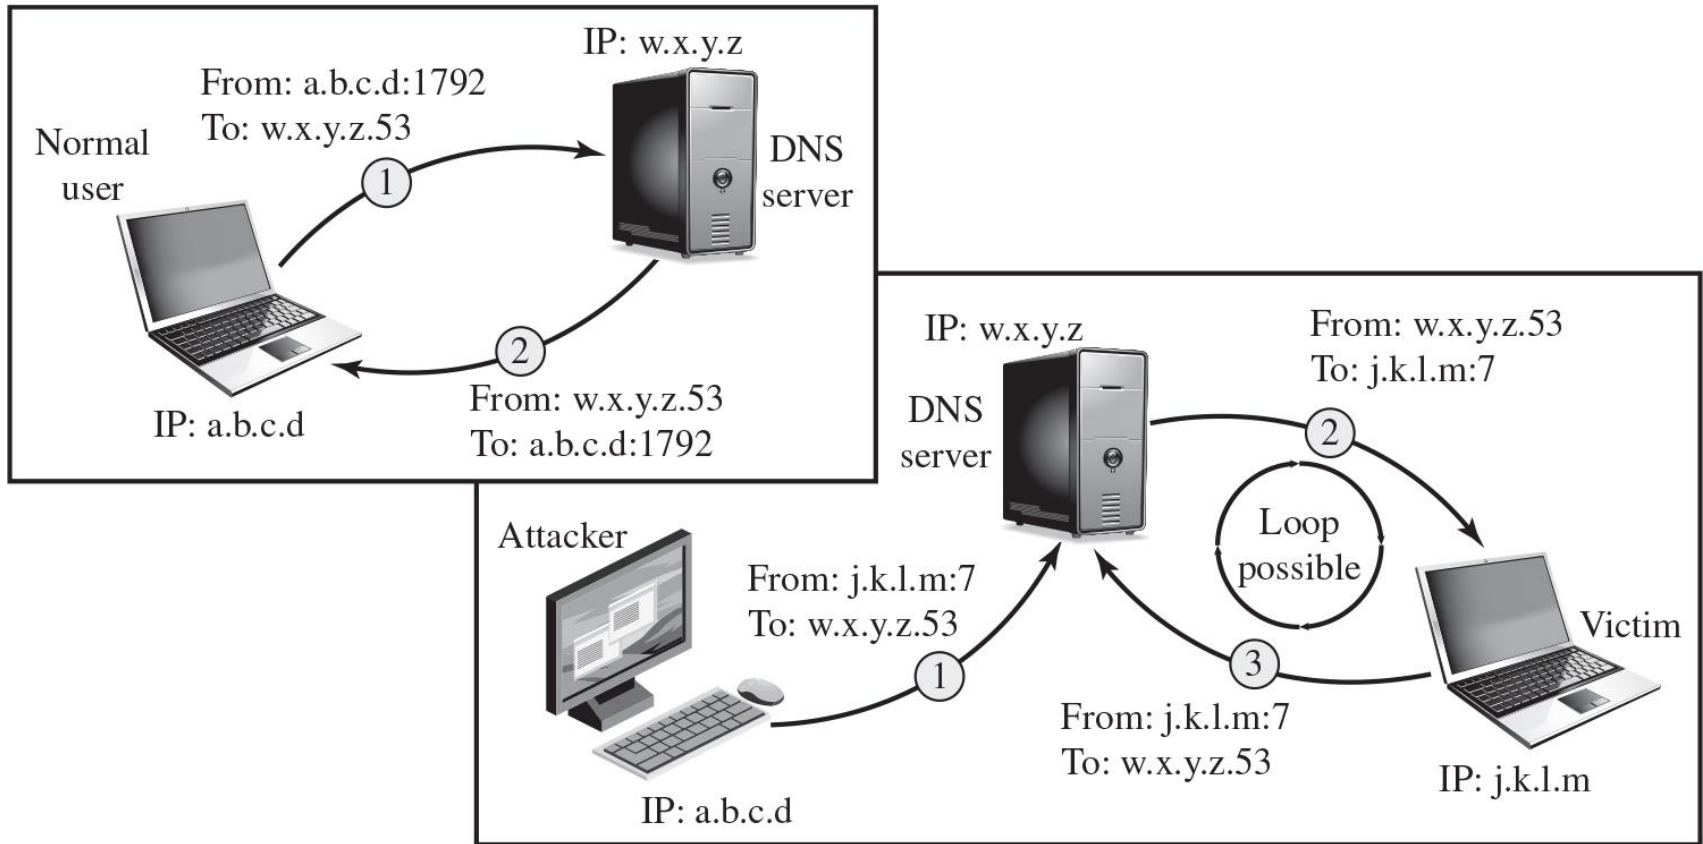 IP: w.x.y.z
From: a.b.c.d:1792
To: w.x.y.z.53
Normal
user
1
DNS
server
2
From: w.x.y.z.53
To: a.b.c.d:1792
IP: a.b.c.d
IP: w.x.y.z
DNS
server
From: w.x.y.z.53
To: j.k.l.m:7
2
Loop
possible
Attacker
From: j.k.l.m:7
To: w.x.y.z.53
1
IP: a.b.c.d
3
From: j.k.l.m:7
To: w.x.y.z.53
Victim
IP: j.k.l.m